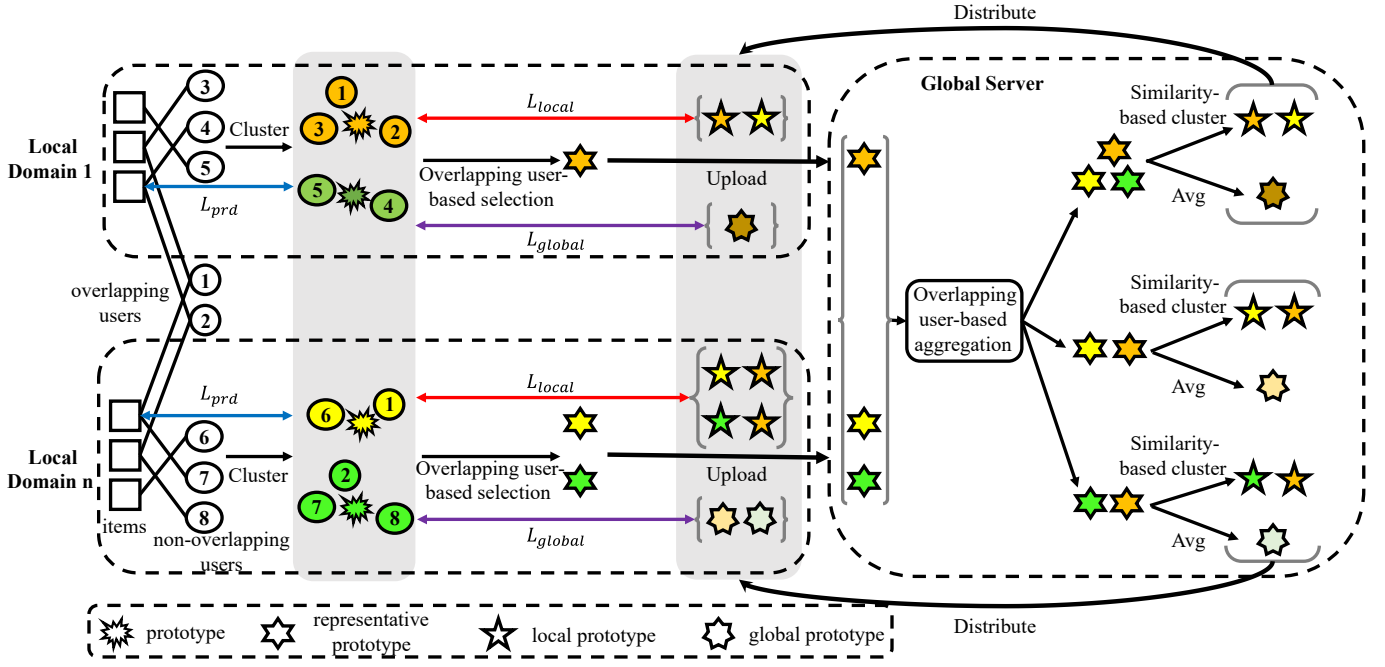 Distribute
Global Server
Local
Domain 1
3
4
5
Cluster
L_prd
1
3
2
5
4
L_local
Overlapping user-
based selection
L_global
Upload
Similarity-
based cluster
Avg
overlapping
users
1
2
Overlapping
user-based
aggregation
Similarity-
based cluster
Avg
Local
Domain n
L_prd
6
7
8
Cluster
items
non-overlapping
users
6
1
2
7
8
L_local
Overlapping user-
based selection
L_global
Upload
Similarity-
based cluster
Avg
Distribute
prototype
representative
prototype
local prototype
global prototype